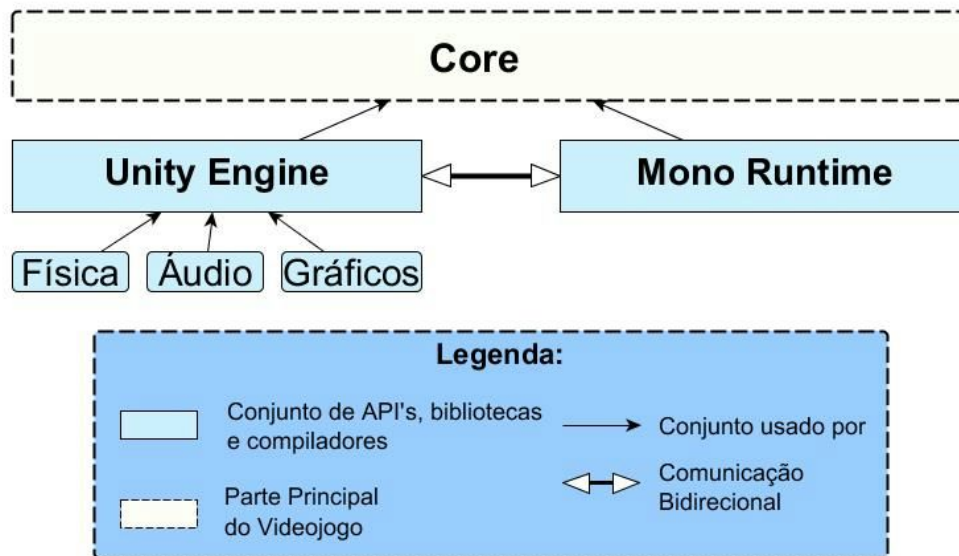 Core
Unity Engine
Mono Runtime
Física
Áudio
Gráficos
Legenda:
Conjunto de API's, bibliotecas
e compiladores
Conjunto usado por
Parte Principal
do Videojogo
Comunicação
Bidirecional